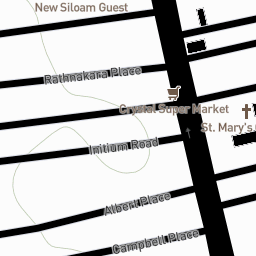 New Siloam Guest
Rathnakara Place
Crystal Super Market
St. Mary's
Initium Road
Albert Place
Campbell Place